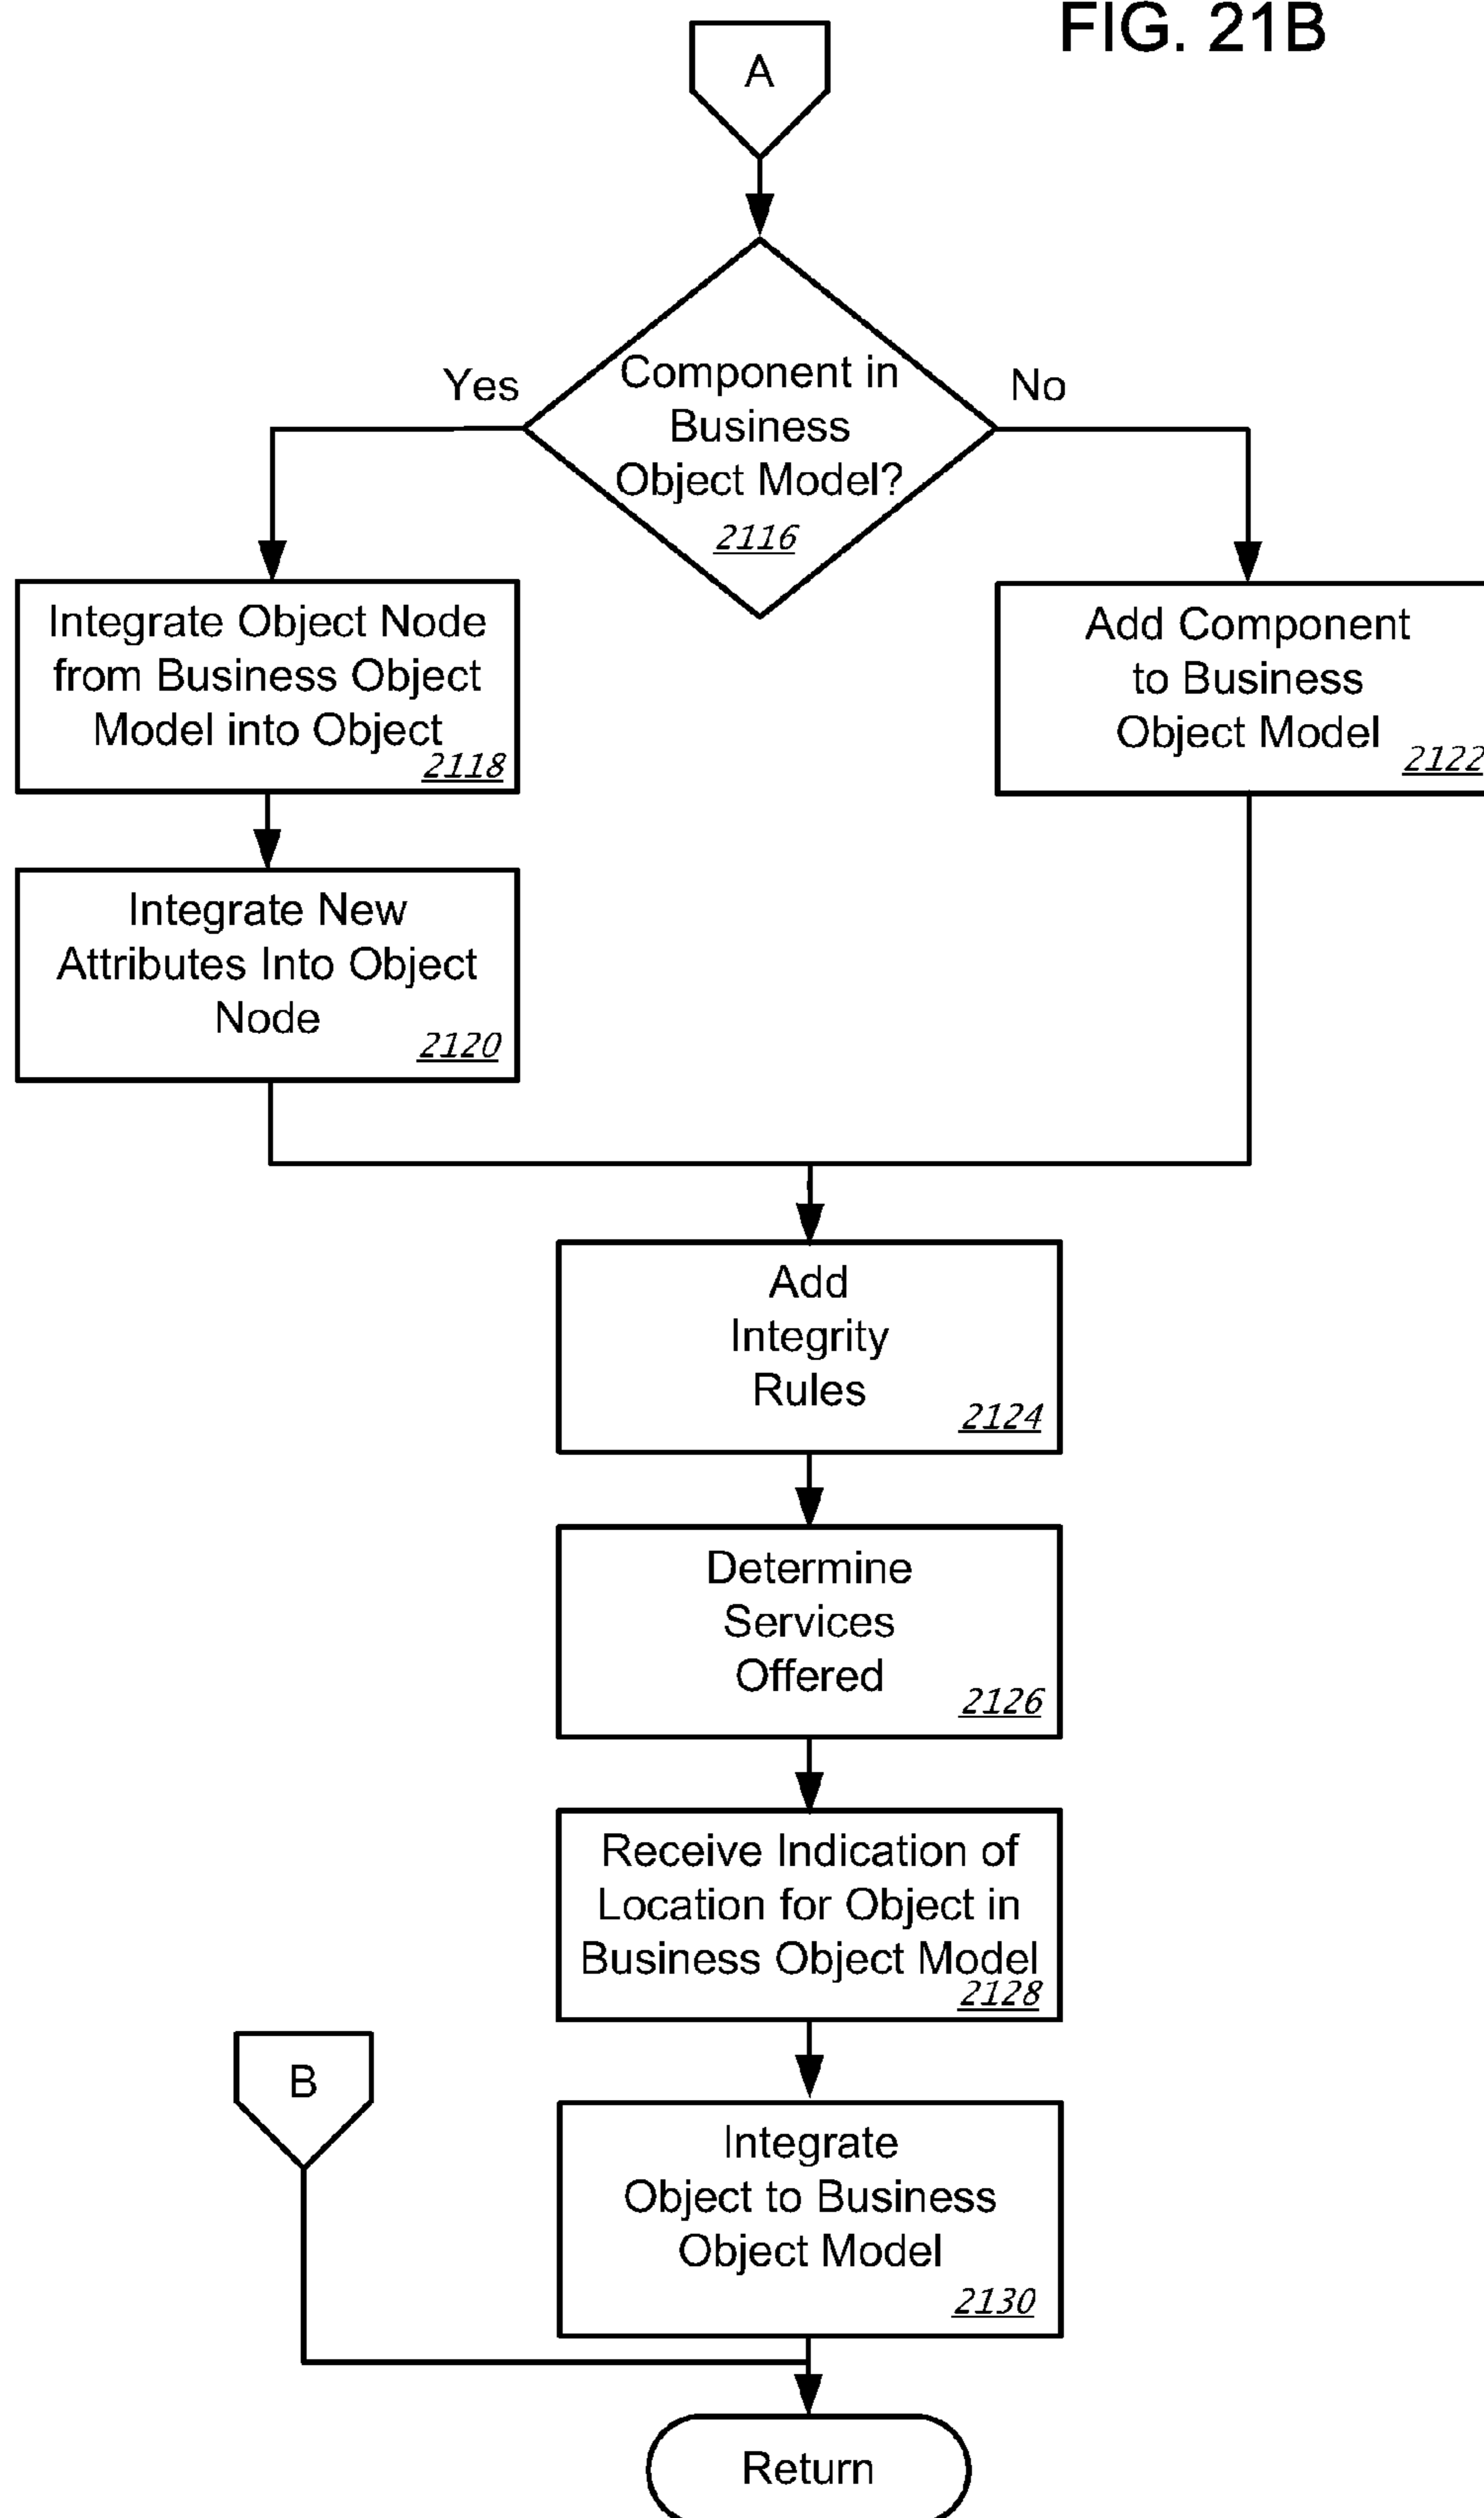 FIG. 21B
A
Component in
Business
Object Model?
2116
Yes
No
Integrate Object Node
from Business Object
Model into Object
2118
Add Component
to Business
Object Model
2122
Integrate New
Attributes Into Object
Node
2120
Add
Integrity
Rules
2124
Determine
Services
Offered
2126
Receive Indication of
Location for Object in
Business Object Model
2128
B
Integrate
Object to Business
Object Model
2130
Return